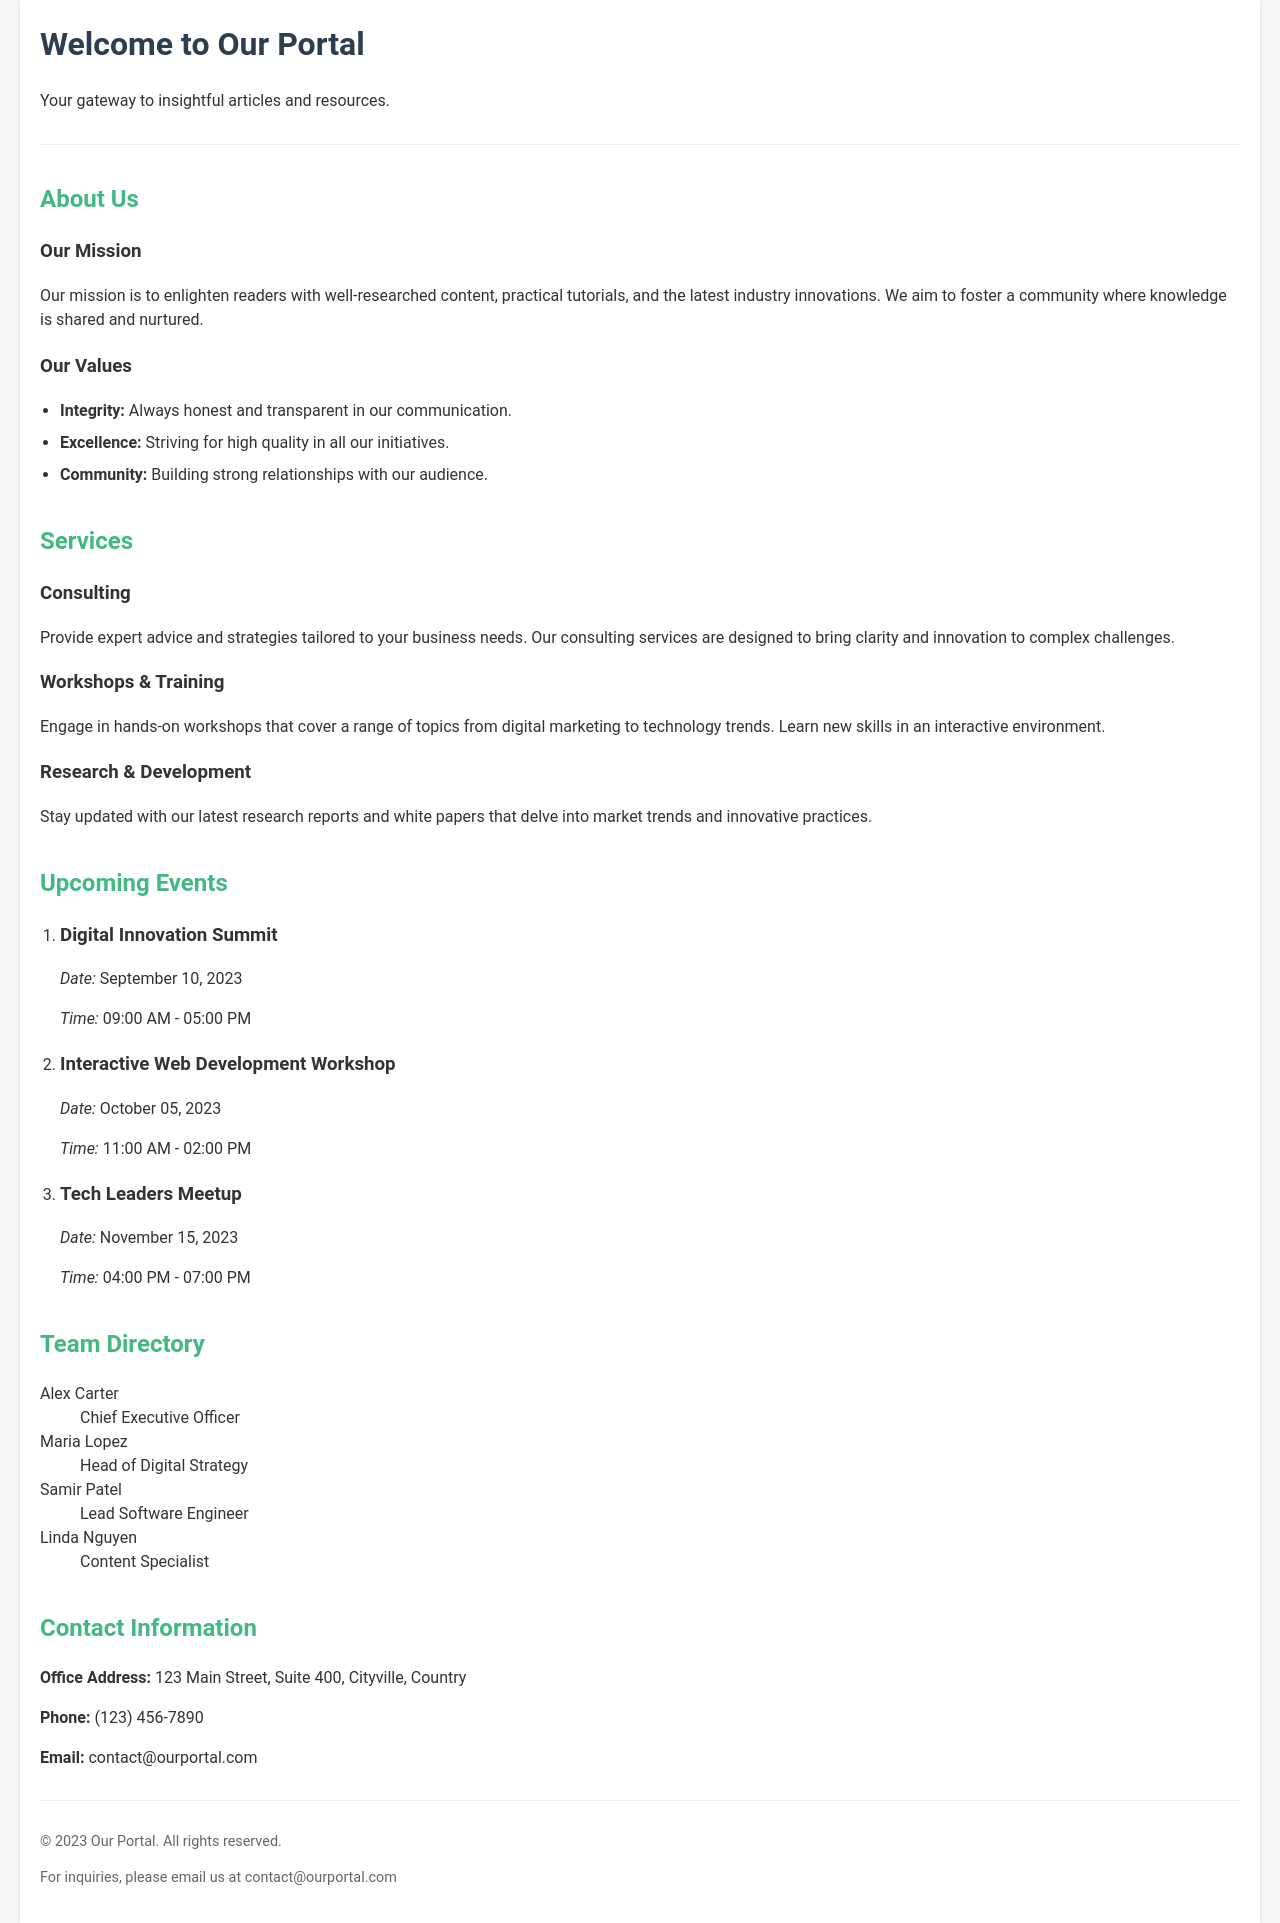 Welcome to Our Portal
Your gateway to insightful articles and resources.
About Us
Our Mission
Our mission is to enlighten readers with well-researched content, practical tutorials, and the latest industry innovations. We aim to foster a community where knowledge
is shared and nurtured.
Our Values
• Integrity: Always honest and transparent in our communication.
• Excellence: Striving for high quality in all our initiatives.
• Community: Building strong relationships with our audience.
Services
Consulting
Provide expert advice and strategies tailored to your business needs. Our consulting services are designed to bring clarity and innovation to complex challenges.
Workshops & Training
Engage in hands-on workshops that cover a range of topics from digital marketing to technology trends. Learn new skills in an interactive environment.
Research & Development
Stay updated with our latest research reports and white papers that delve into market trends and innovative practices.
Upcoming Events
1. Digital Innovation Summit
Date: September 10, 2023
Time: 09:00 AM - 05:00 PM
2. Interactive Web Development Workshop
Date: October 05, 2023
Time: 11:00 AM - 02:00 PM
3. Tech Leaders Meetup
Date: November 15, 2023
Time: 04:00 PM - 07:00 PM
Team Directory
Alex Carter
Chief Executive Officer
Maria Lopez
Head of Digital Strategy
Samir Patel
Lead Software Engineer
Linda Nguyen
Content Specialist
Contact Information
Office Address: 123 Main Street, Suite 400, Cityville, Country
Phone: (123) 456-7890
Email: contact@ourportal.com
© 2023 Our Portal. All rights reserved.
For inquiries, please email us at contact@ourportal.com